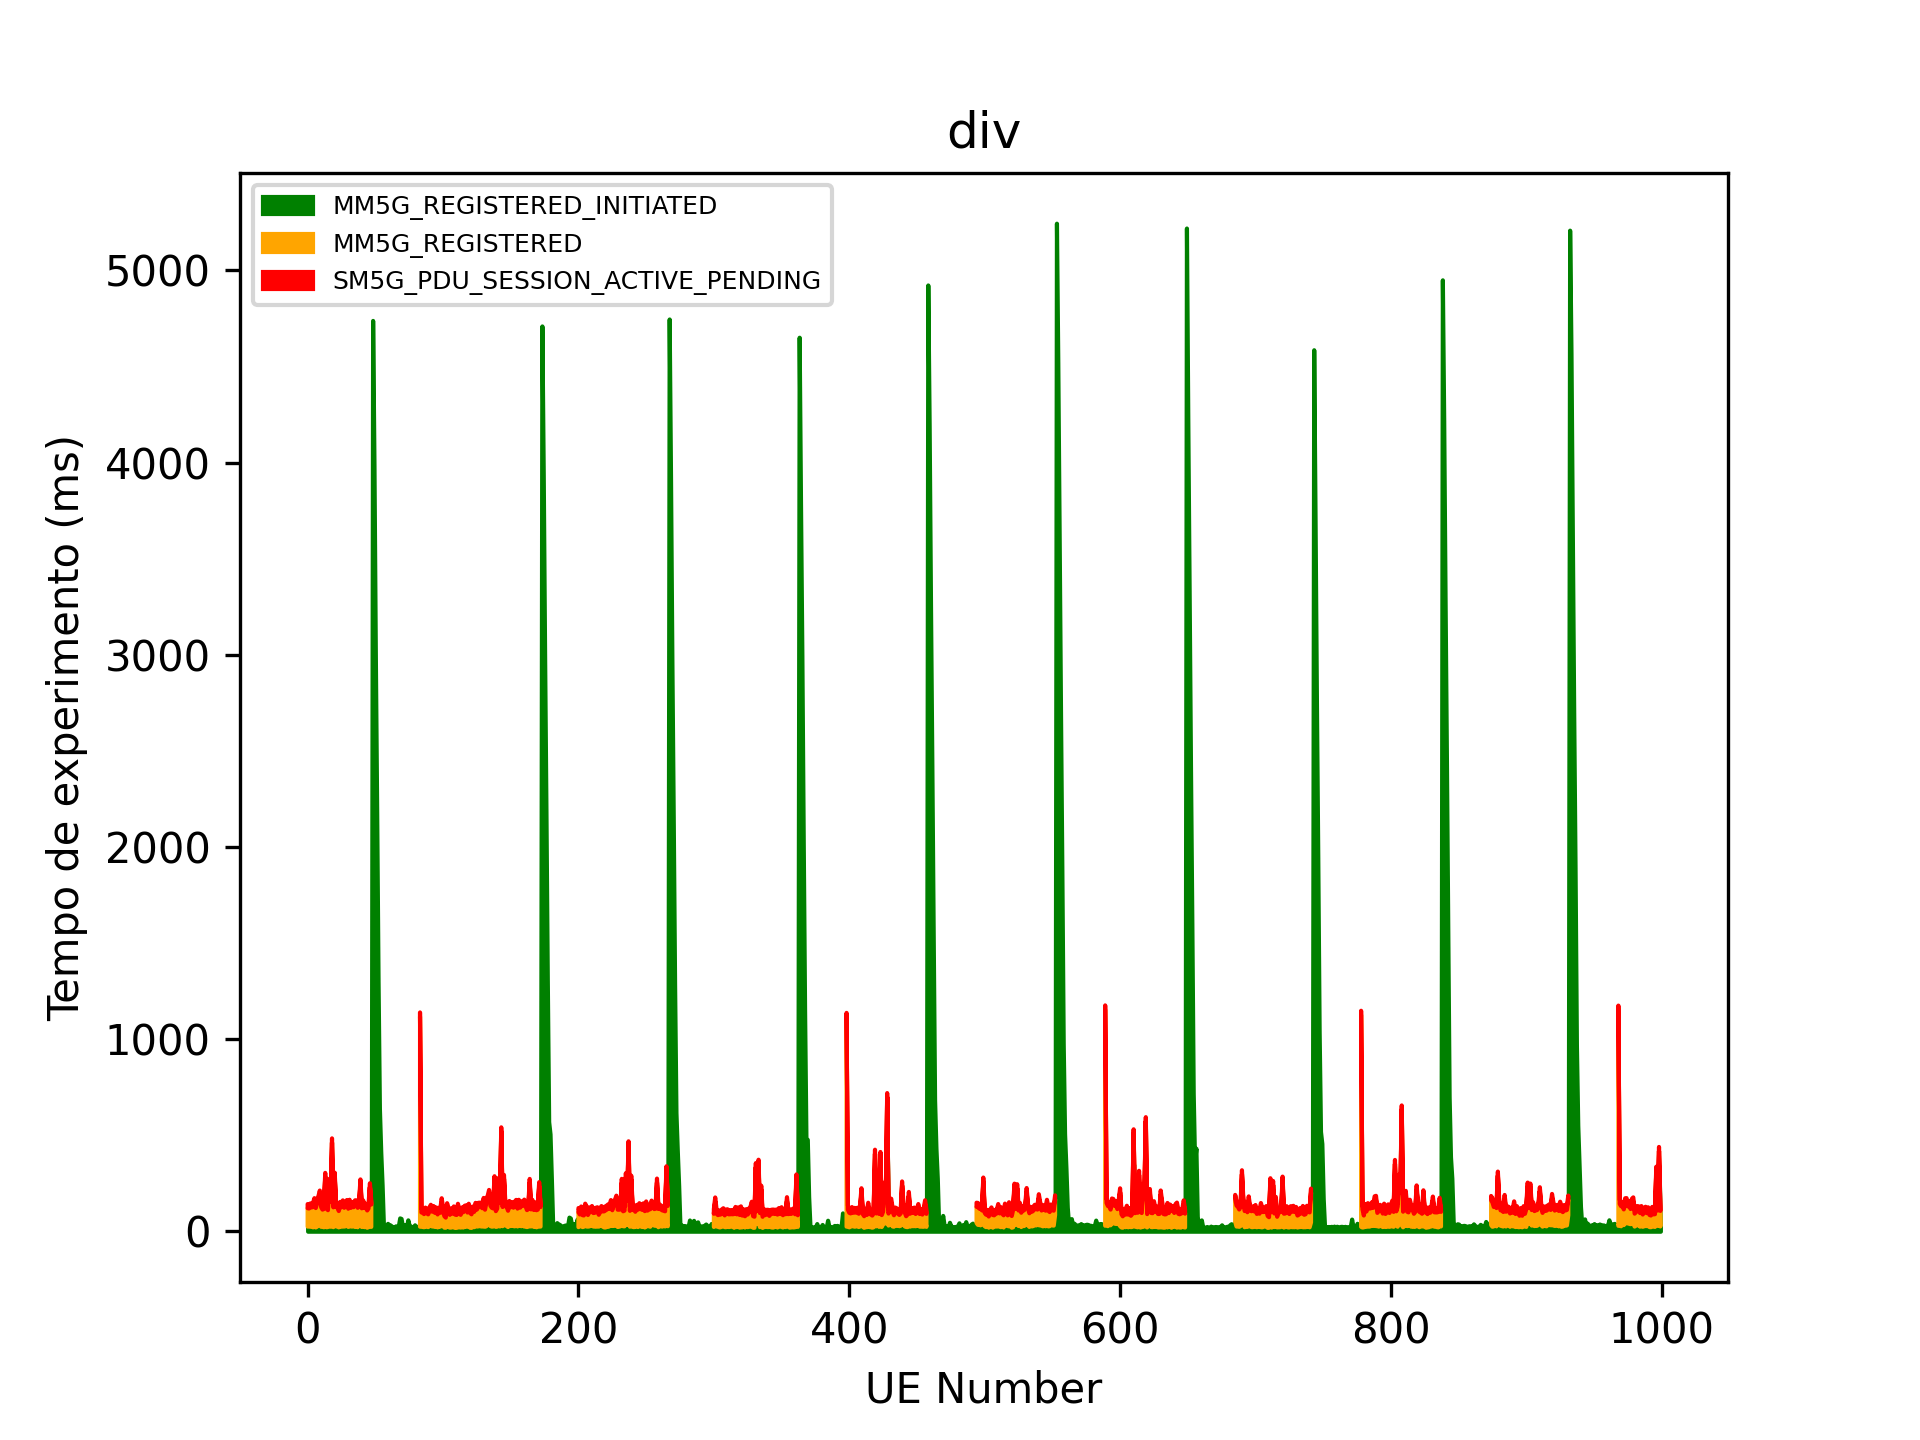 div
MM5G_REGISTERED_INITIATED
MM5G_REGISTERED
SM5G_PDU_SESSION_ACTIVE_PENDING
Tempo de experimento (ms)
5000
4000
3000
2000
1000
0
0 200 400 600 800 1000
UE Number